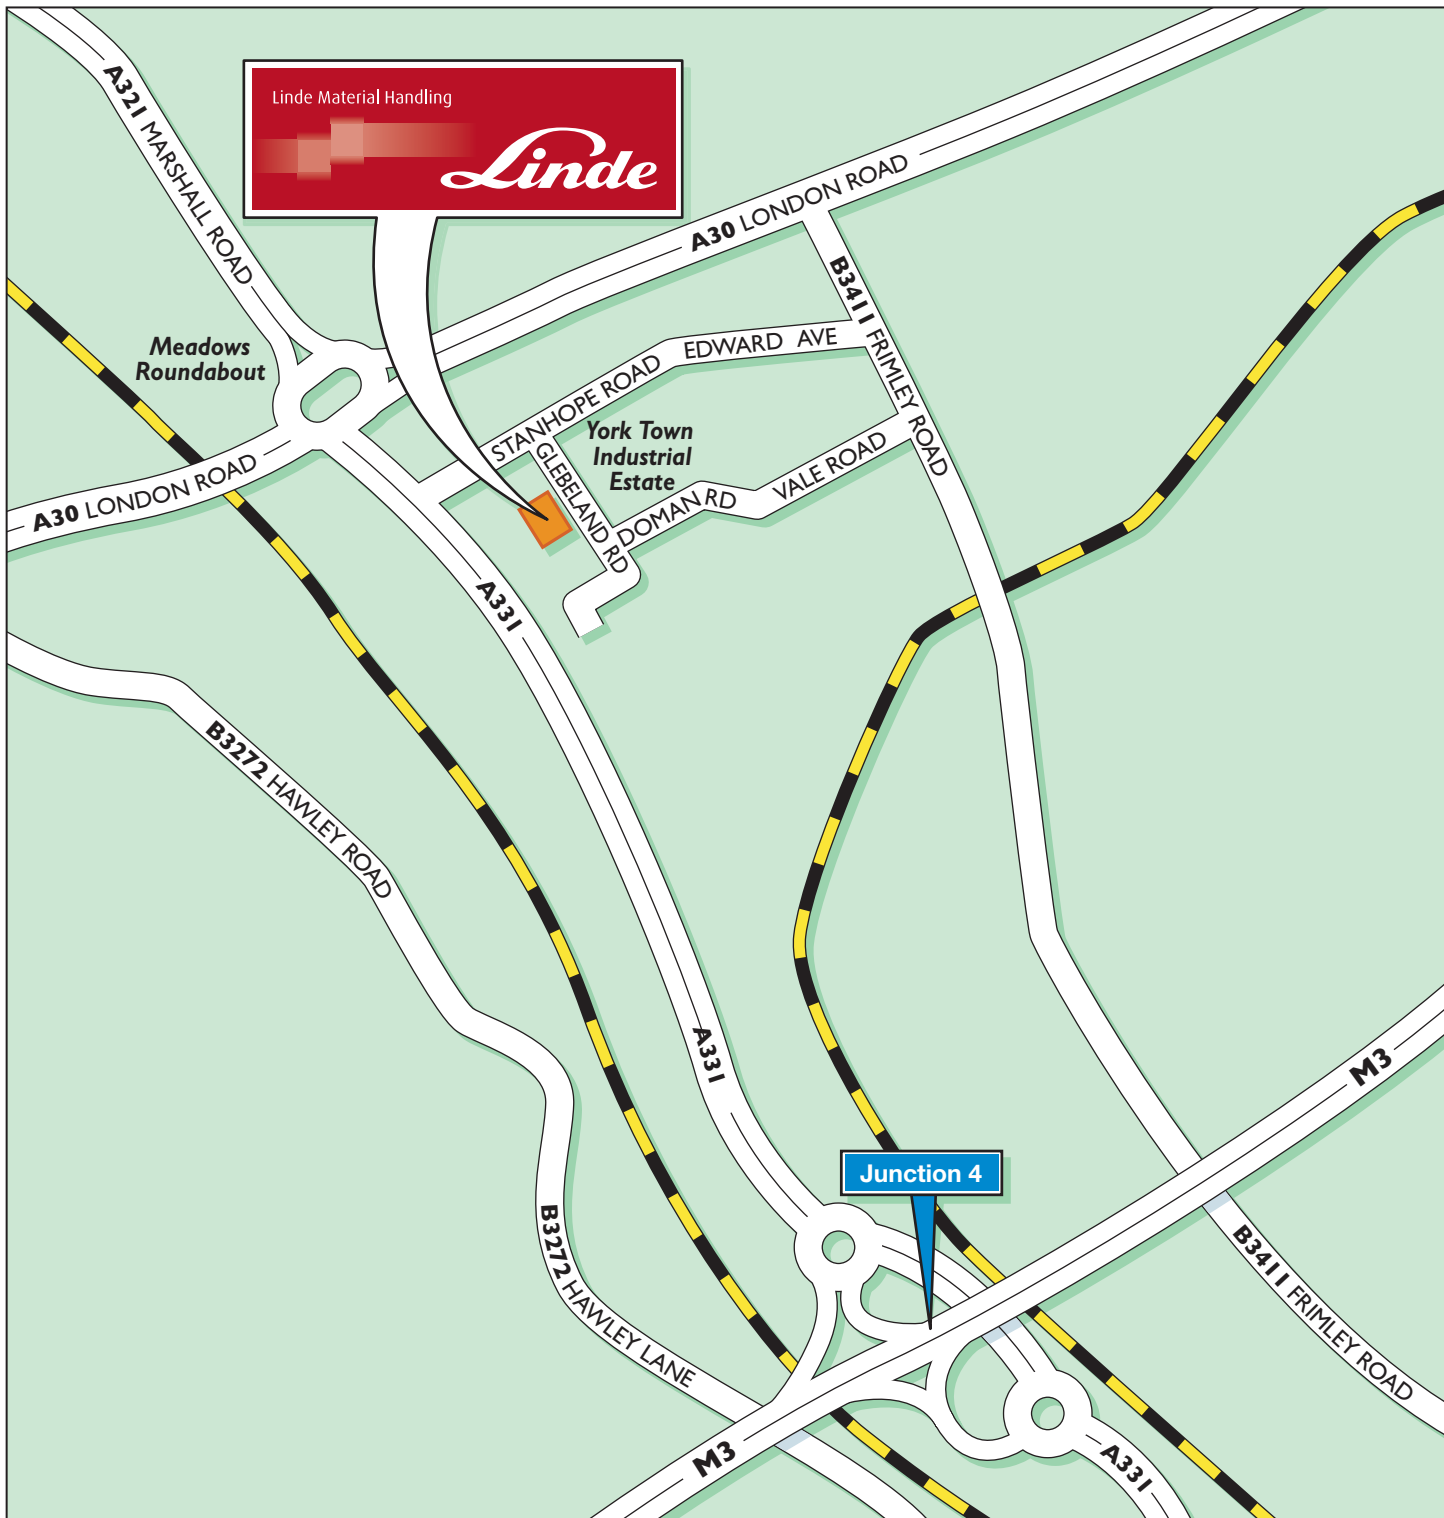 A321 MARSHALL ROAD
Linde Material Handling
Linde
A30 LONDON ROAD
B3411 FRIMLEY ROAD
Meadows
Roundabout
EDWARD AVE
STANHOPE ROAD
York Town
Industrial
Estate
GLEBELAND RD
DOMAN RD
VALE ROAD
A30 LONDON ROAD
A331
B3272 HAWLEY ROAD
A331
M3
Junction 4
B3272 HAWLEY LANE
B3411 FRIMLEY ROAD
M3
A331